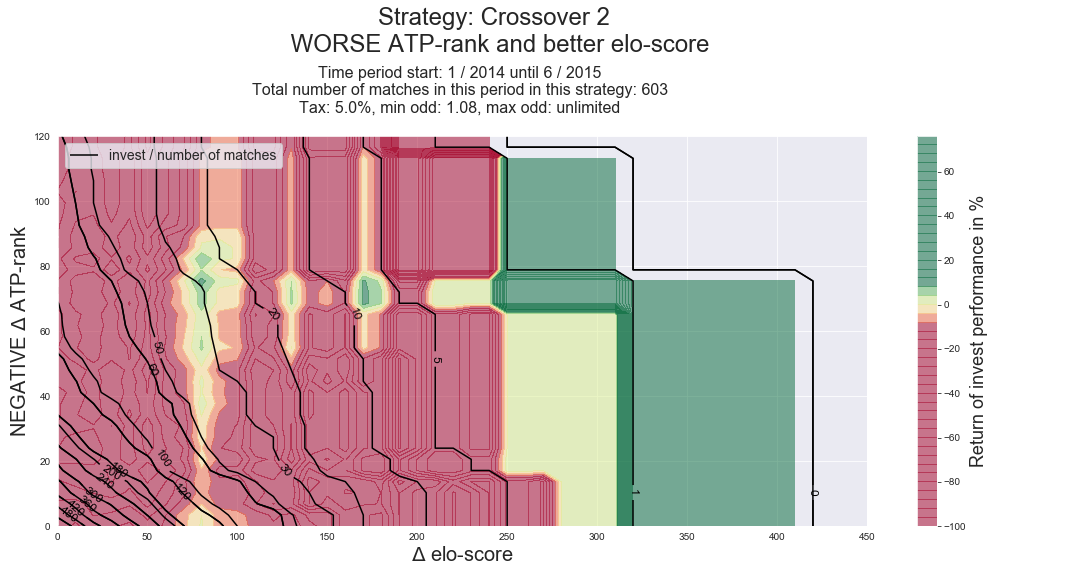 Strategy: Crossover 2
WORSE ATP-rank and better elo-score
Time period start: 1 / 2014 until 6 / 2015
Total number of matches in this period in this strategy: 603
Tax: 5.0%, min odd: 1.08, max odd: unlimited
invest / number of matches
NEGATIVE Δ ATP-rank
120
100
80
60
40
20
0
0 50 100 150 200 250 300 350 400 450
Δ elo-score
20
10
5
60
100
30
420
1
0
60
40
20
0
−20
−40
−60
−80
−100
Return of invest performance in %